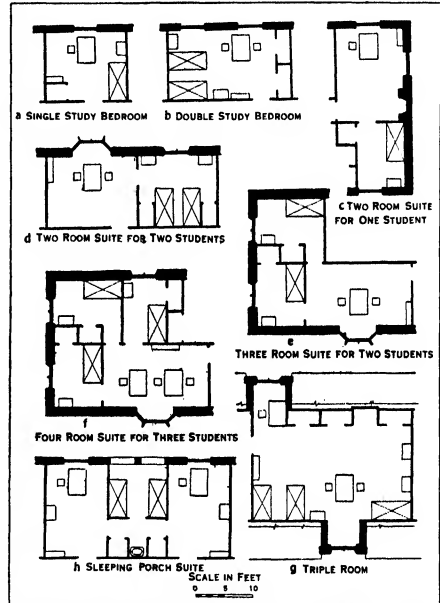 a SINGLE STUDY BEDROOM
b DOUBLE STUDY BEDROOM
c TWO ROOM SUITE
FOR ONE STUDENT
d TWO ROOM SUITE FOR TWO STUDENTS
e
THREE ROOM SUITE FOR TWO STUDENTS
f
FOUR ROOM SUITE FOR THREE STUDENTS
g TRIPLE ROOM
h SLEEPING PORCH SUITE
SCALE IN FEET
0 5 10